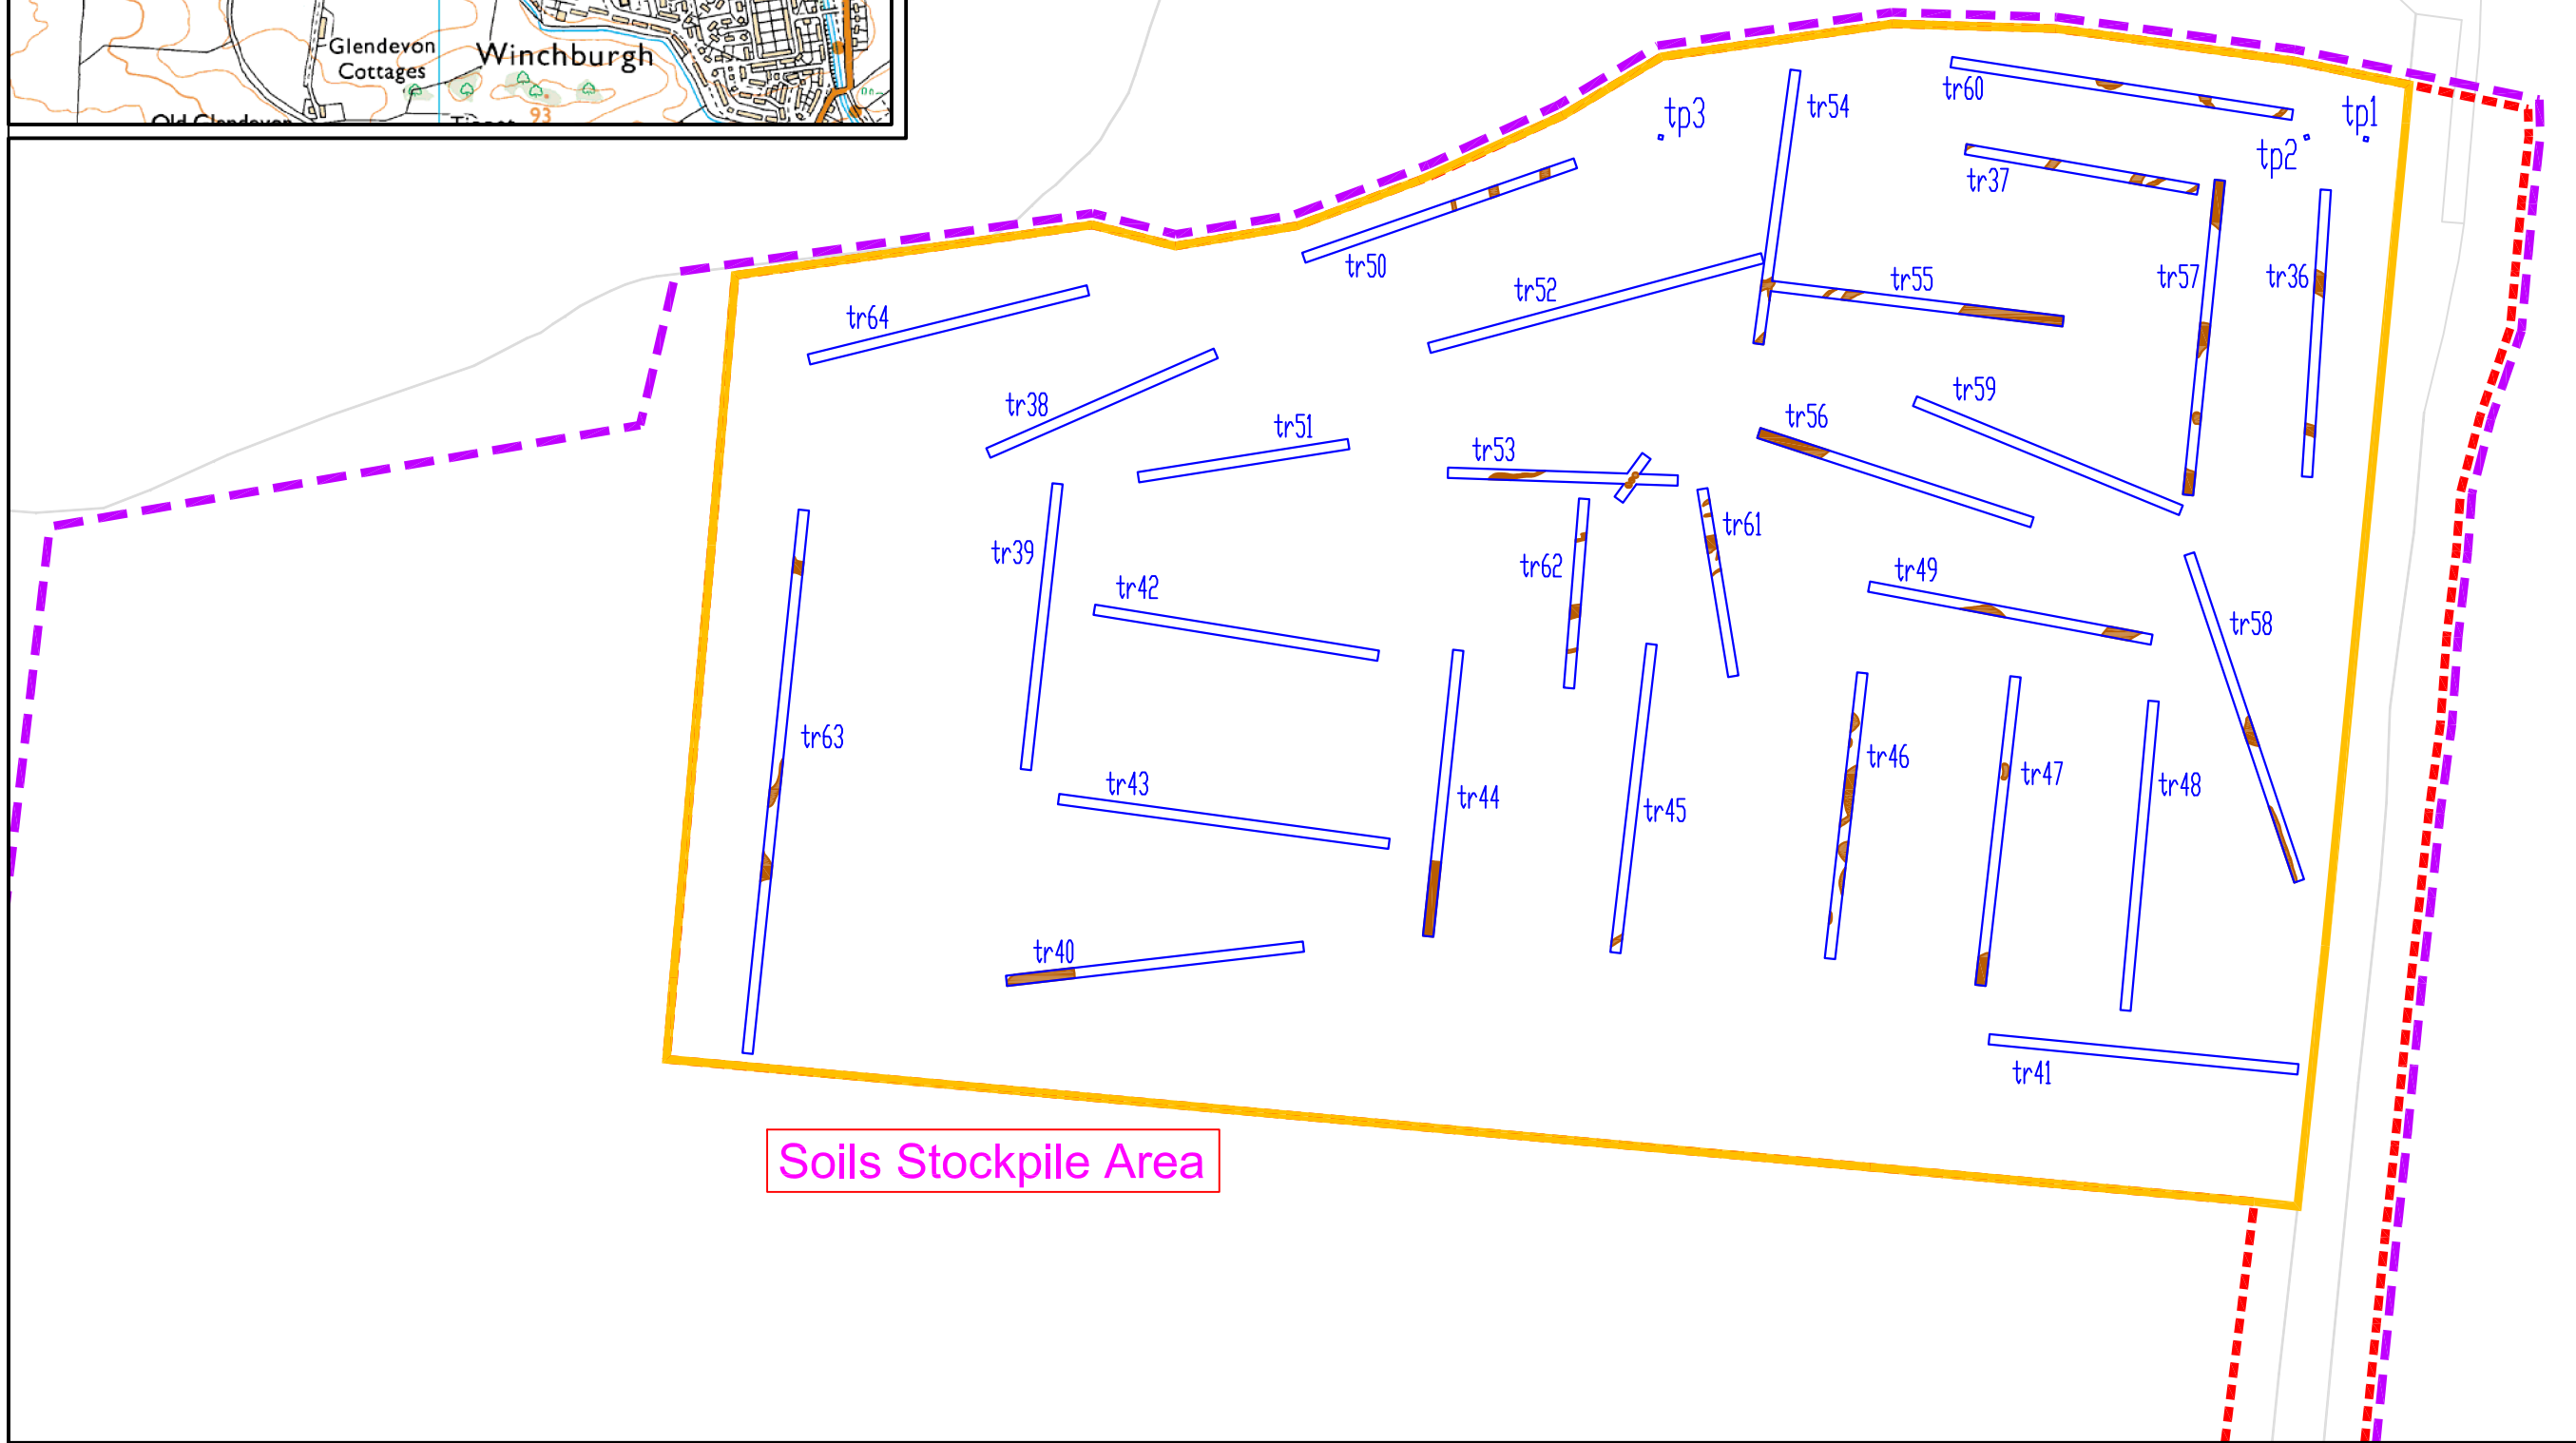 Glendevon
Cottages
Winchburgh
93
Old Glendevon
tp3
tr54
tr60
tp1
tp2
tr37
tr50
tr52
tr55
tr57
tr36
tr64
tr38
tr51
tr53
tr56
tr59
tr39
tr42
tr62
tr61
tr49
tr58
tr63
tr43
tr44
tr45
tr46
tr47
tr48
tr40
tr41
Soils Stockpile Area